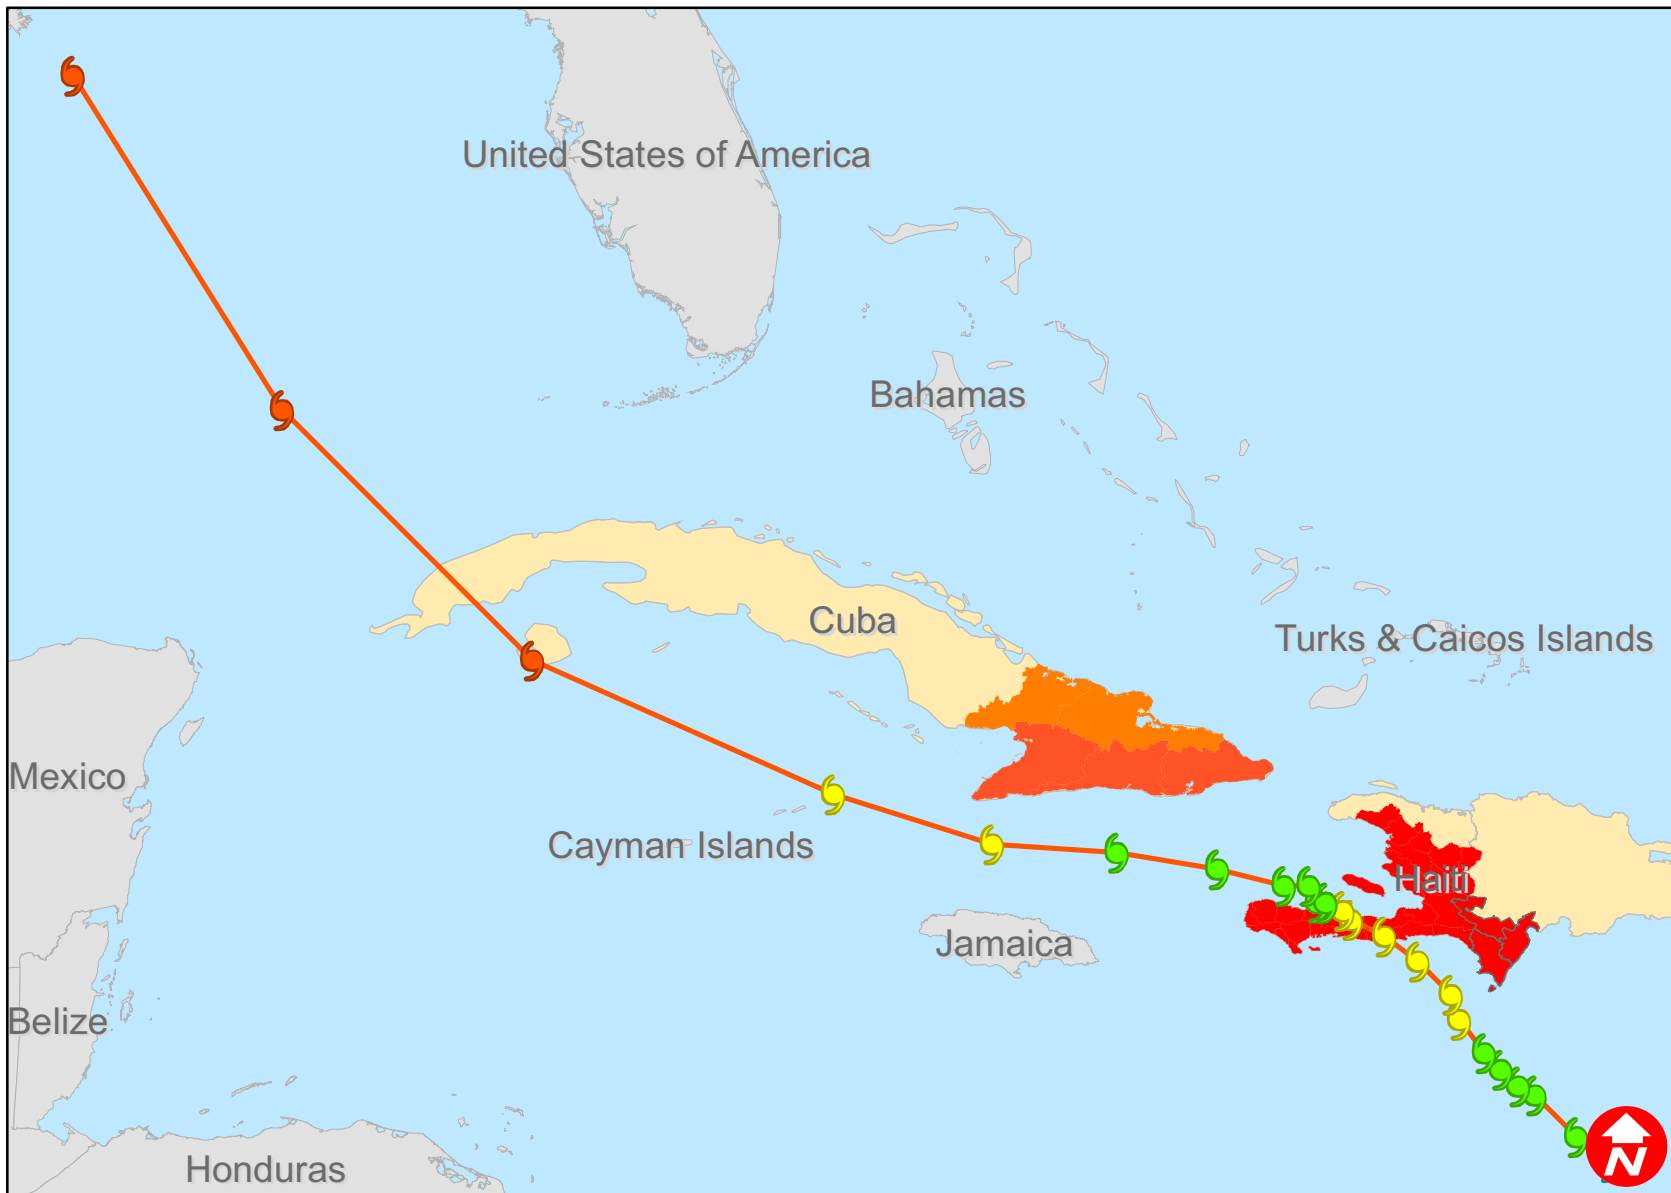 United States of America
Bahamas
Cuba
Turks & Caicos Islands
Mexico
Cayman Islands
Haiti
Jamaica
Belize
Honduras
N